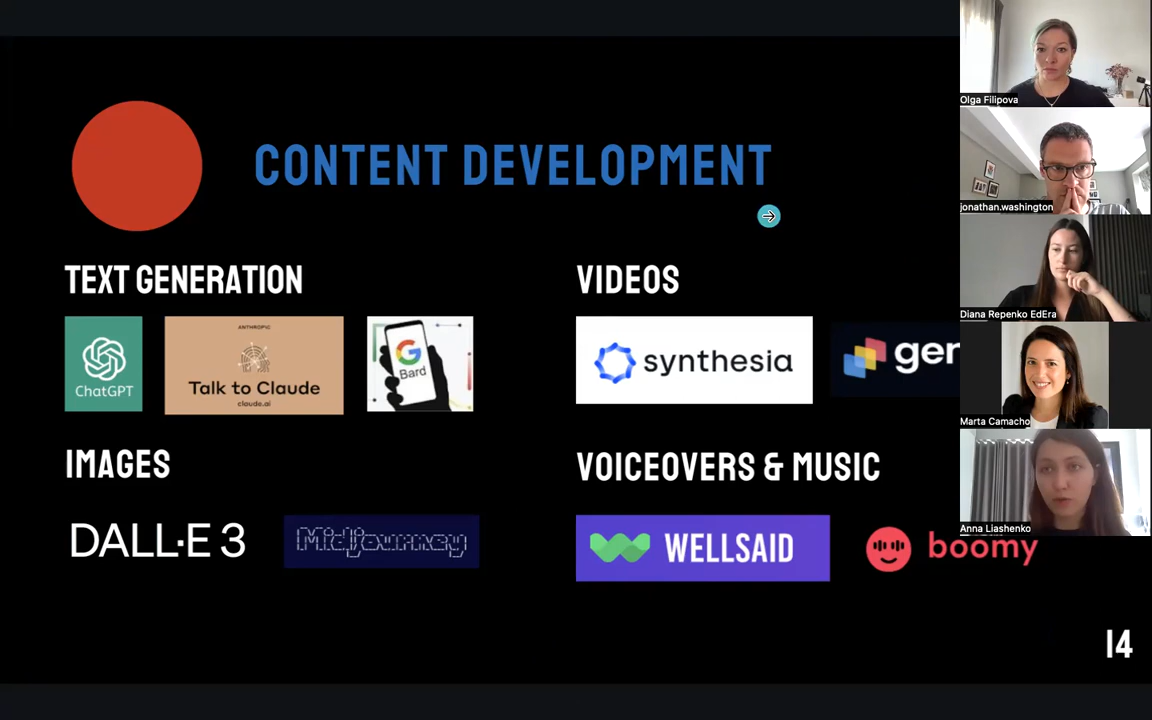 CONTENT DEVELOPMENT
TEXT GENERATION
ChatGPT
ANTHROPIC
Talk to Claude
claude.ai
G
Bard
VIDEOS
synthesia
gen
IMAGES
DALL·E 3
Midjourney
VOICEOVERS & MUSIC
WELLSAID
boomy
14
Olga Filipova
jonathan.washington
Diana Repenko EdEra
Marta Camacho
Anna Liashenko